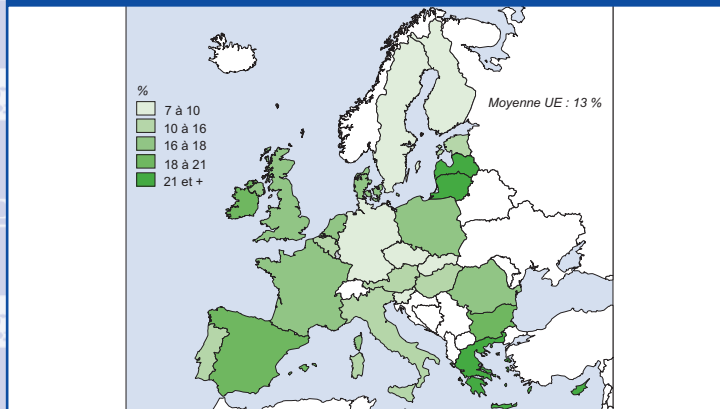 %
7 à 10
10 à 16
16 à 18
18 à 21
21 et +
Moyenne UE : 13 %